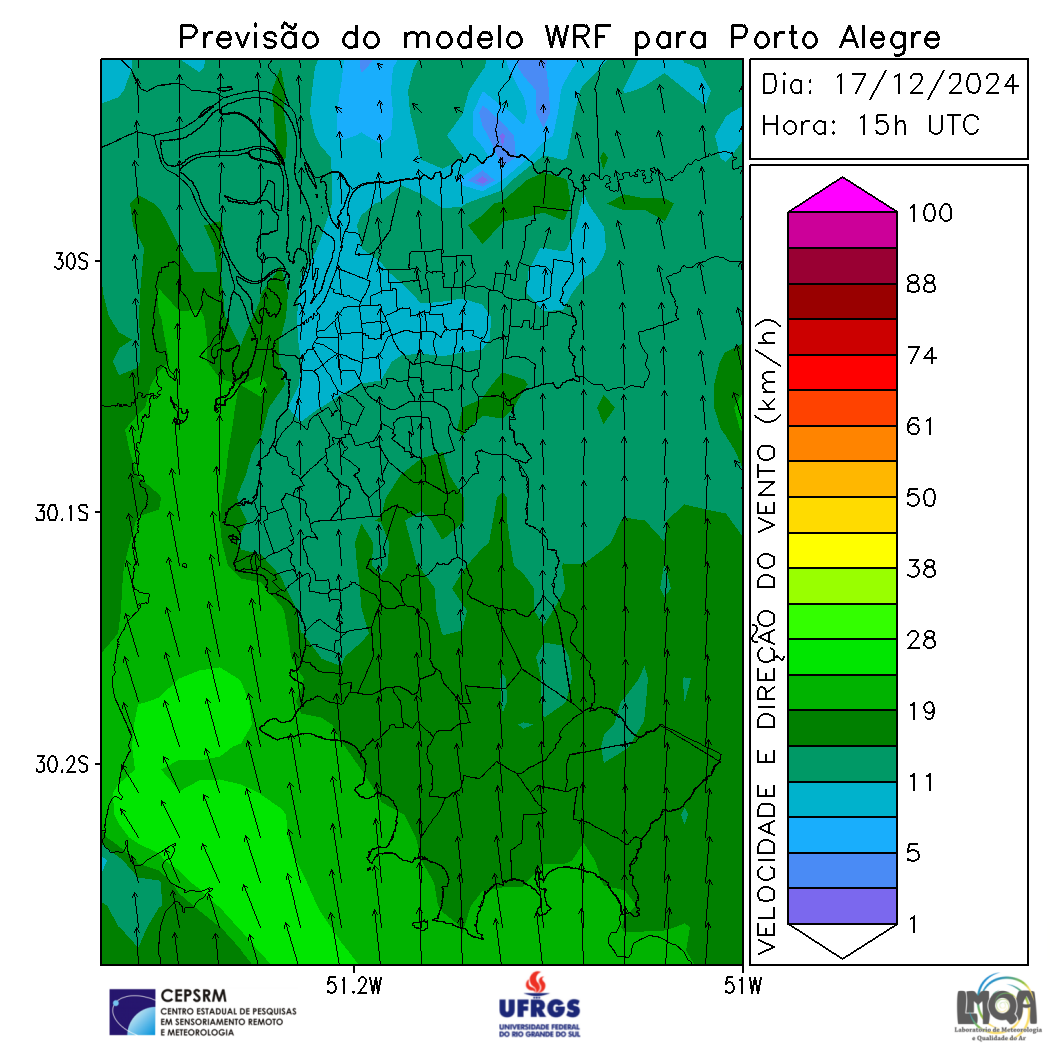 Previsão do modelo WRF para Porto Alegre
Dia: 17/12/2024
Hora: 15h UTC
30S
30.1S
30.2S
51.2W
51W
VELOCIDADE E DIREÇÃO DO VENTO (km/h)
100
88
74
61
50
38
28
19
11
5
1
CEPSRM
CENTRO ESTADUAL DE PESQUISAS
EM SENSORIAMENTO REMOTO
E METEOROLOGIA
UFRGS
UNIVERSIDADE FEDERAL
DO RIO GRANDE DO SUL
LMQA
Laboratório de Meteorologia
e Qualidade do Ar